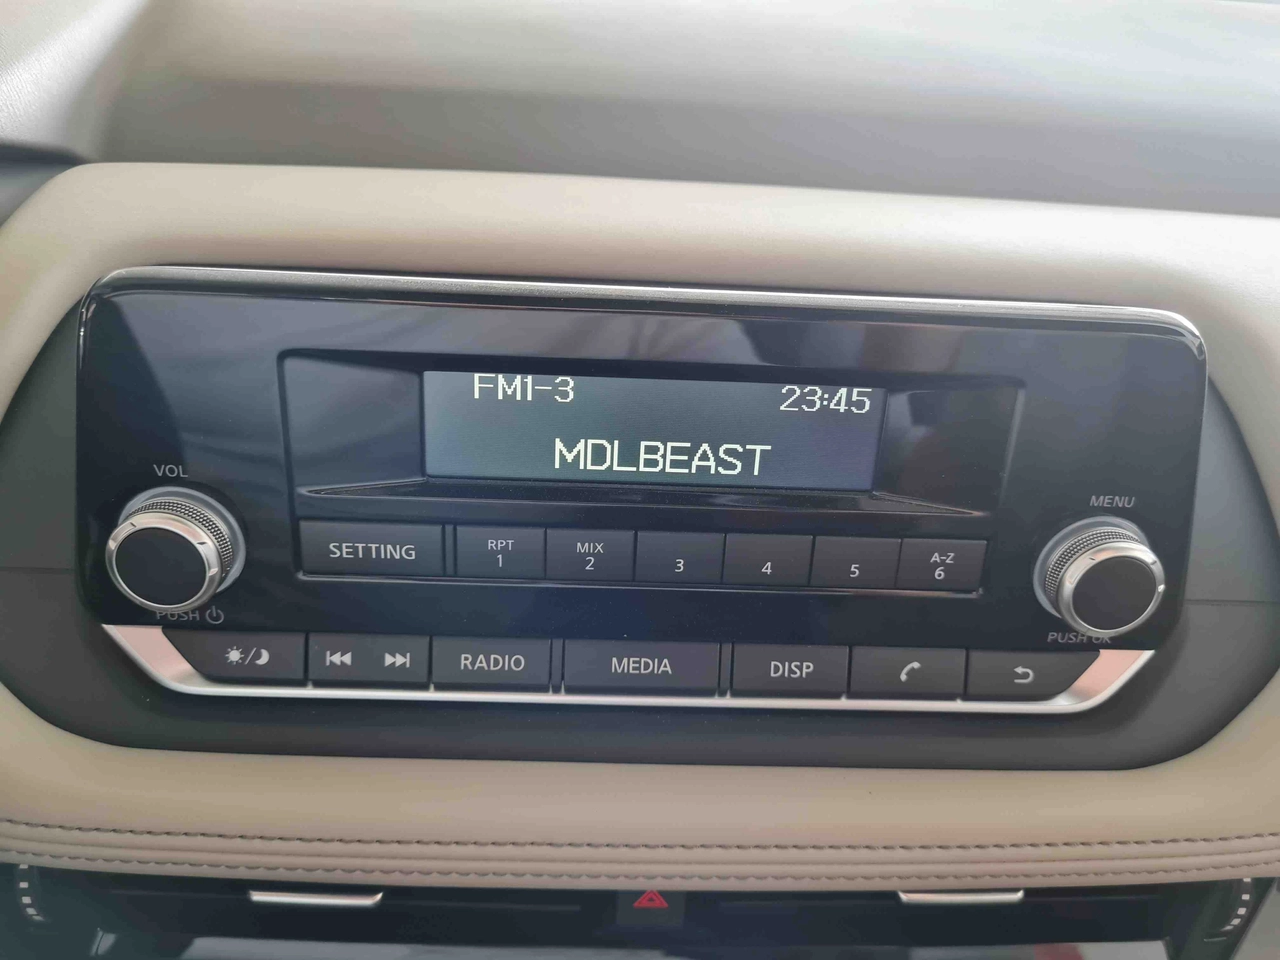 FM1-3 23:45
MDLBEAST
VOL
MENU
SETTING
RPT
1
MIX
2
3
4
5
A-Z
6
PUSH
PUSH OK
RADIO
MEDIA
DISP